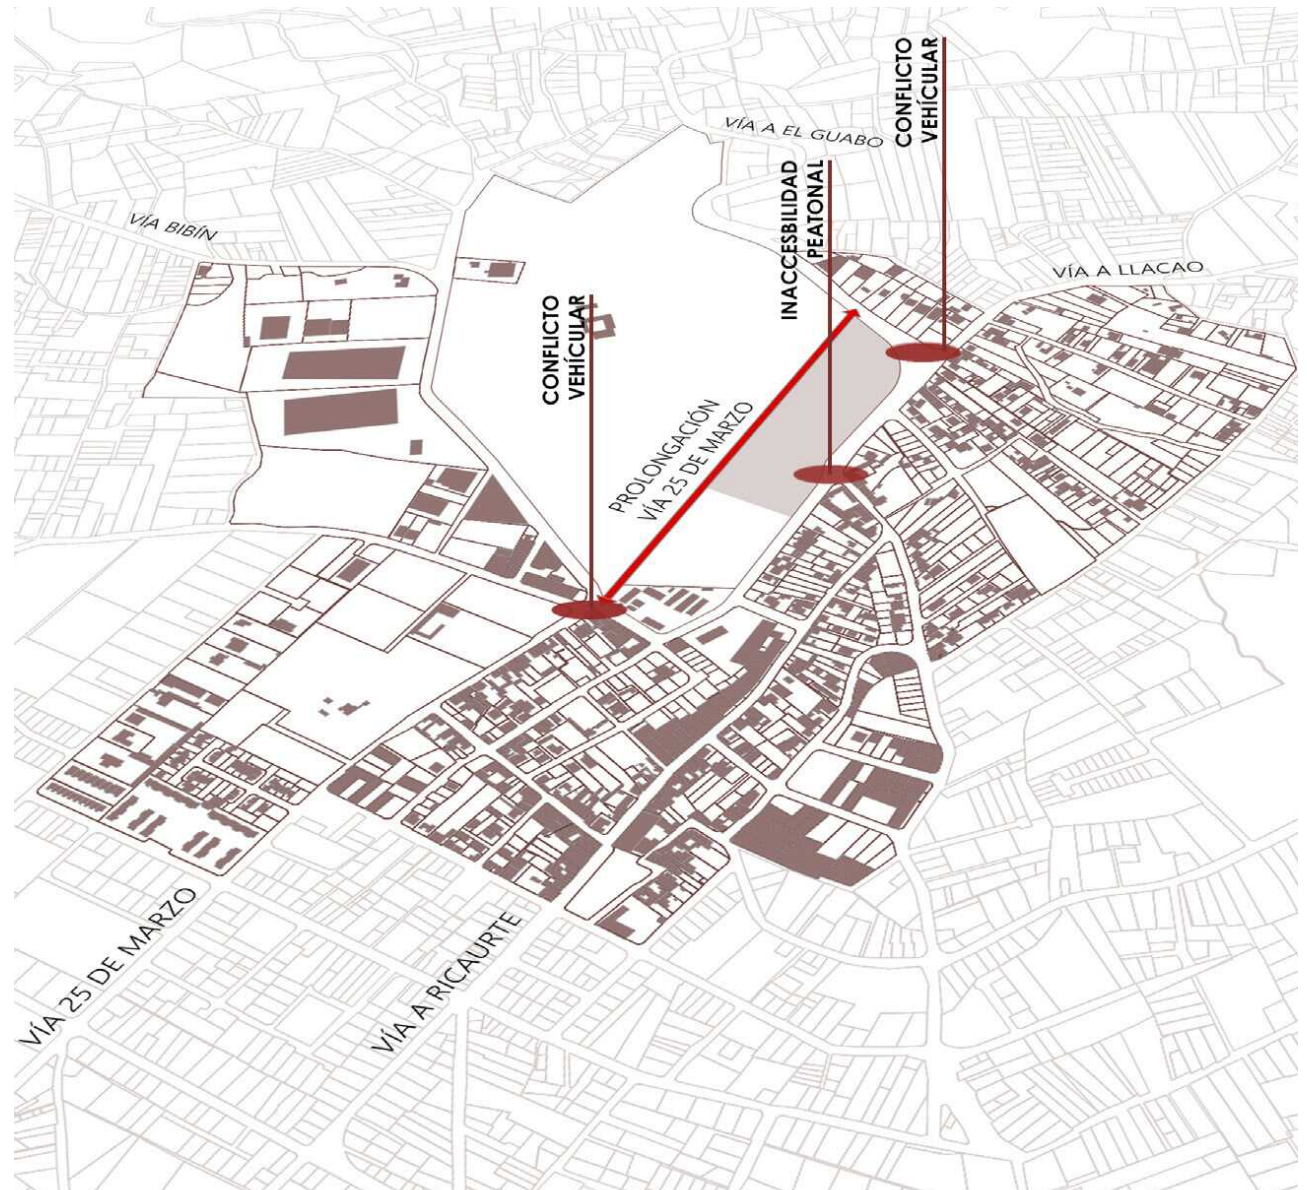 CONFLICTO
VEHÍCULAR
VÍA A EL GUABO
INACCESBILIDAD
PEATONAL
VÍA BIBÍN
VÍA A LLACAO
CONFLICTO
VEHÍCULAR
PROLONGACIÓN
VÍA 25 DE MARZO
VÍA 25 DE MARZO
VÍA A RICAURTE